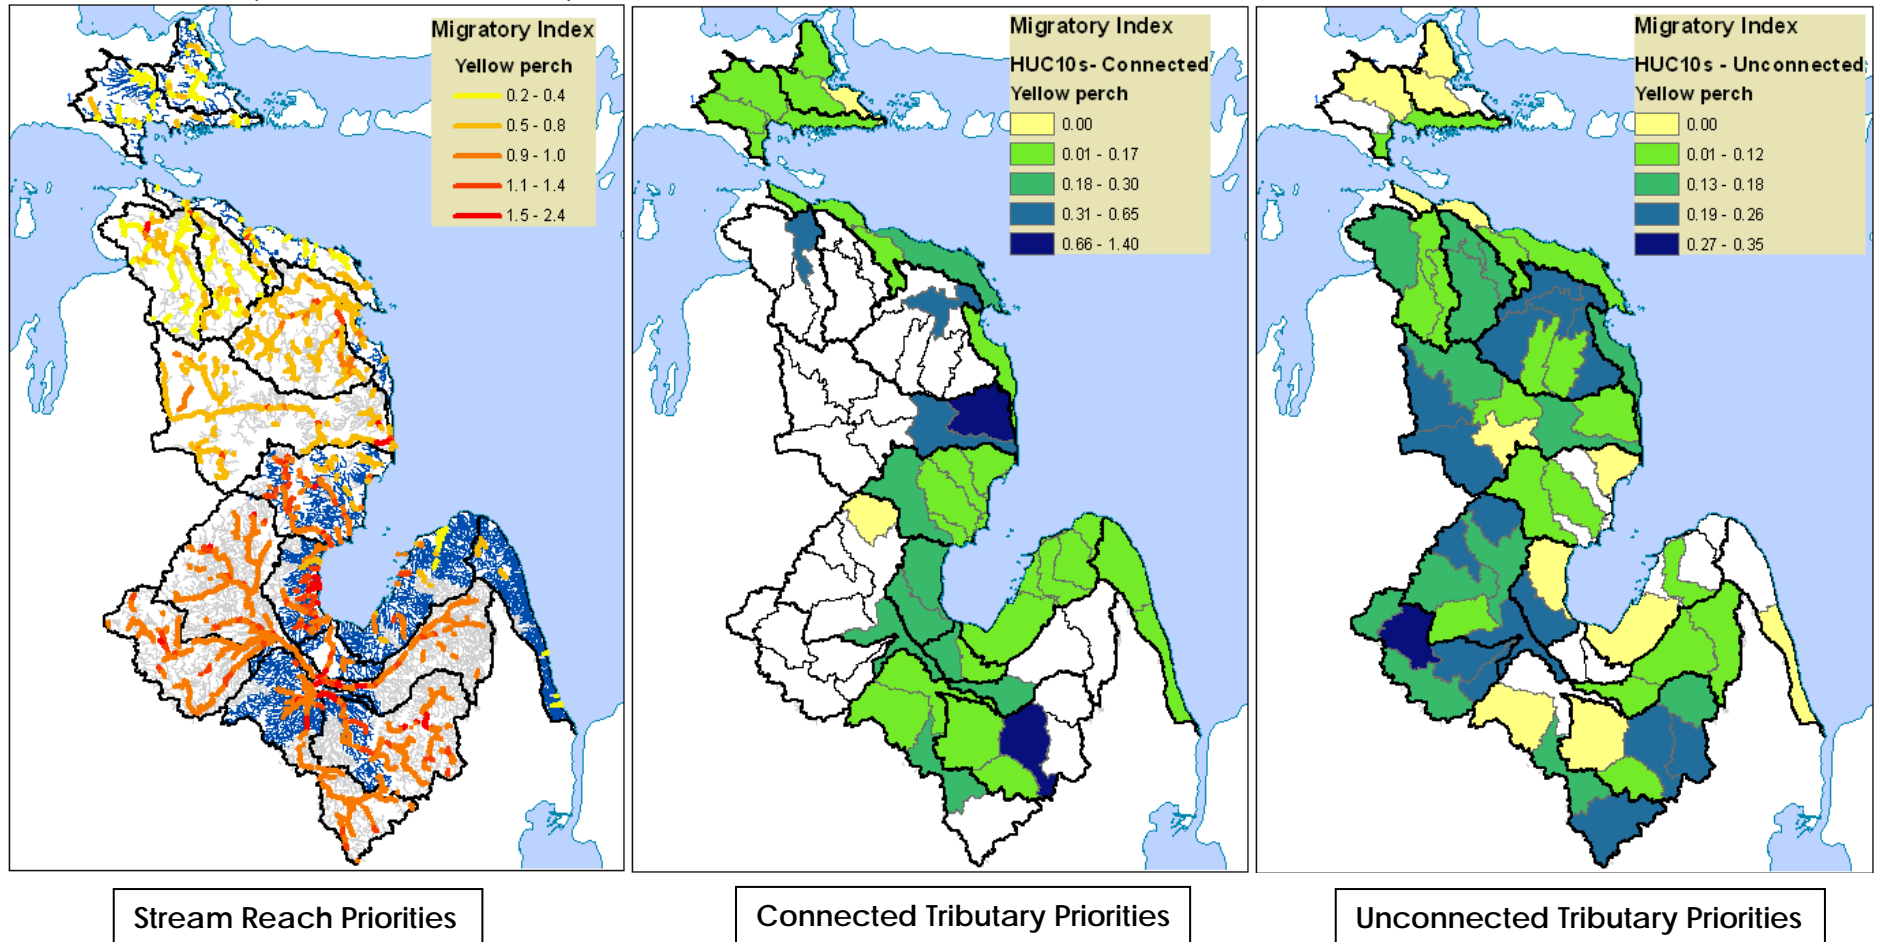 Migratory Index
Yellow perch
0.2 - 0.4
0.5 - 0.8
0.9 - 1.0
1.1 - 1.4
1.5 - 2.4
Stream Reach Priorities
Migratory Index
HUC10s- Connected
Yellow perch
0.00
0.01 - 0.17
0.18 - 0.30
0.31 - 0.65
0.66 - 1.40
Connected Tributary Priorities
Migratory Index
HUC10s - Unconnected
Yellow perch
0.00
0.01 - 0.12
0.13 - 0.18
0.19 - 0.26
0.27 - 0.35
Unconnected Tributary Priorities